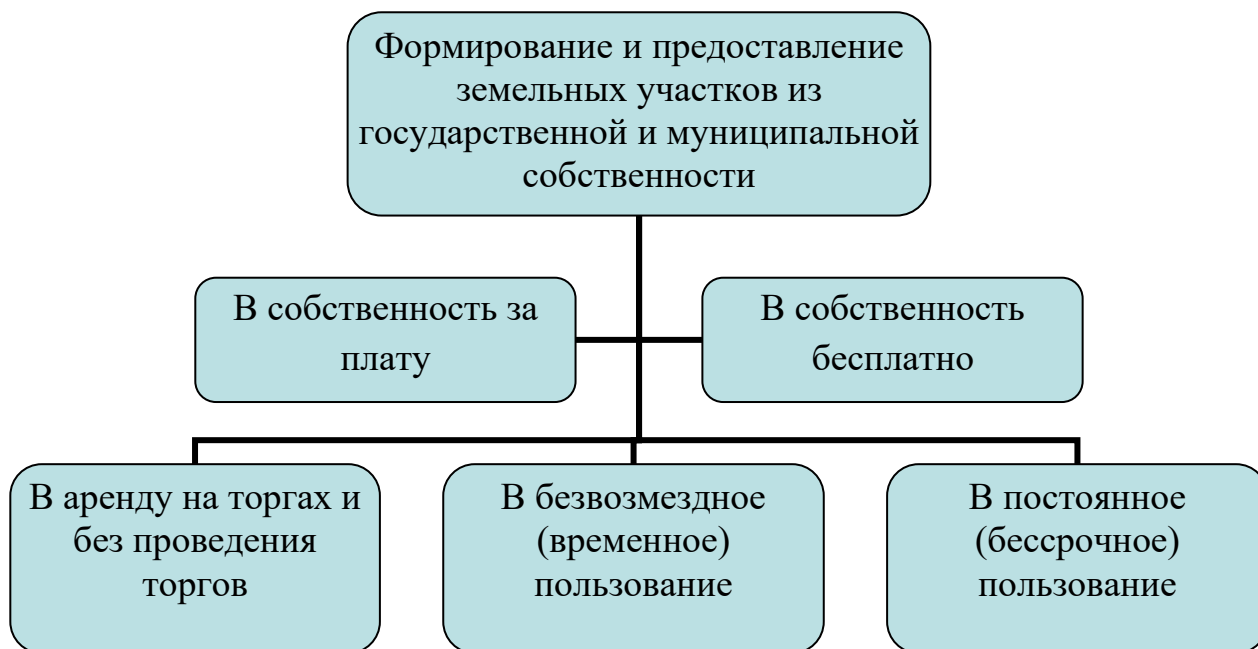 Формирование и предоставление
земельных участков из
государственной и муниципальной
собственности
В собственность за
плату
В собственность
бесплатно
В аренду на торгах и
без проведения
торгов
В безвозмездное
(временное)
пользование
В постоянное
(бессрочное)
пользование